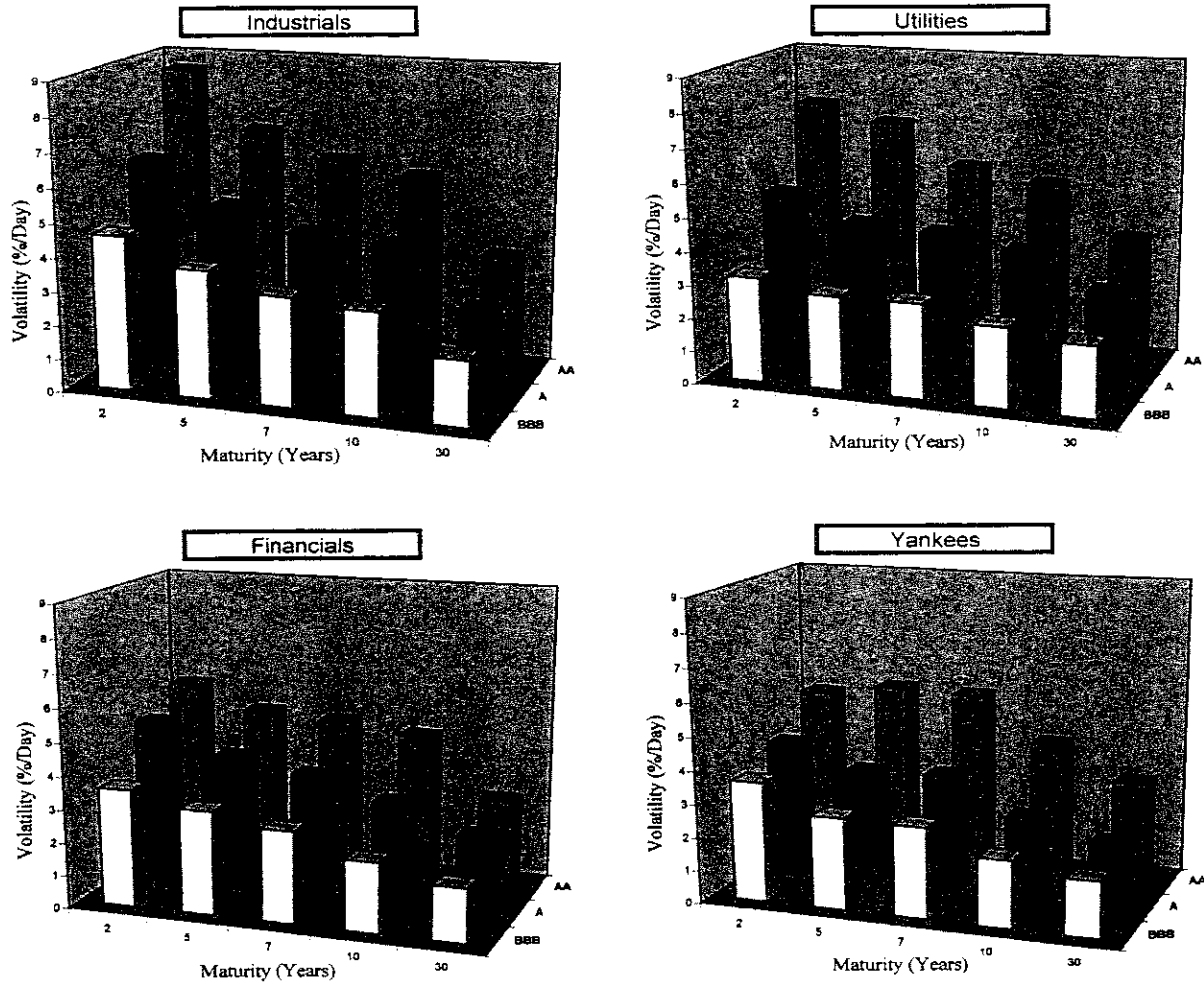 Industrials
Volatility (%/Day)
9
8
7
6
5
4
3
2
1
0
2
5
7
10
30
AA
A
BBB
Maturity (Years)
Utilities
Volatility (%/Day)
9
8
7
6
5
4
3
2
1
0
2
5
7
10
30
AA
A
BBB
Maturity (Years)
Financials
Volatility (%/Day)
9
8
7
6
5
4
3
2
1
0
2
5
7
10
30
AA
A
BBB
Maturity (Years)
Yankees
Volatility (%/Day)
9
8
7
6
5
4
3
2
1
0
2
5
7
10
30
AA
A
BBB
Maturity (Years)